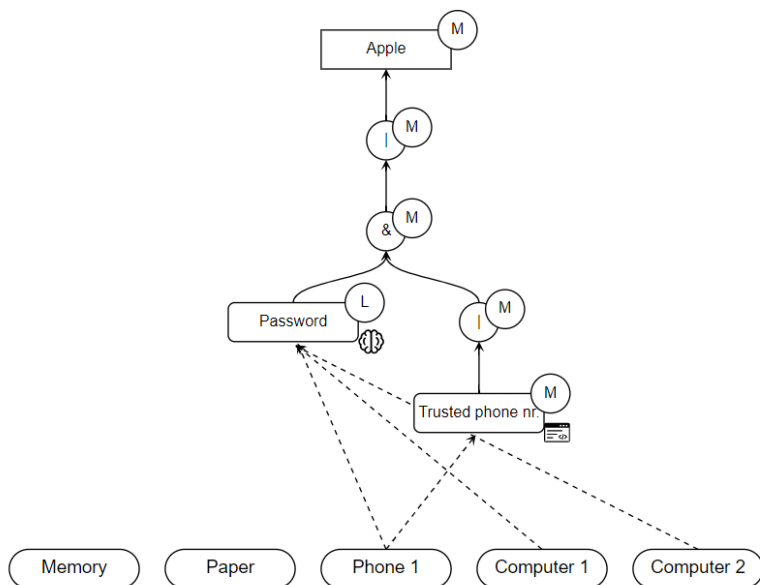 M
Apple
M
|
M
&
L
Password
M
|
M
Trusted phone nr.
Memory
Paper
Phone 1
Computer 1
Computer 2